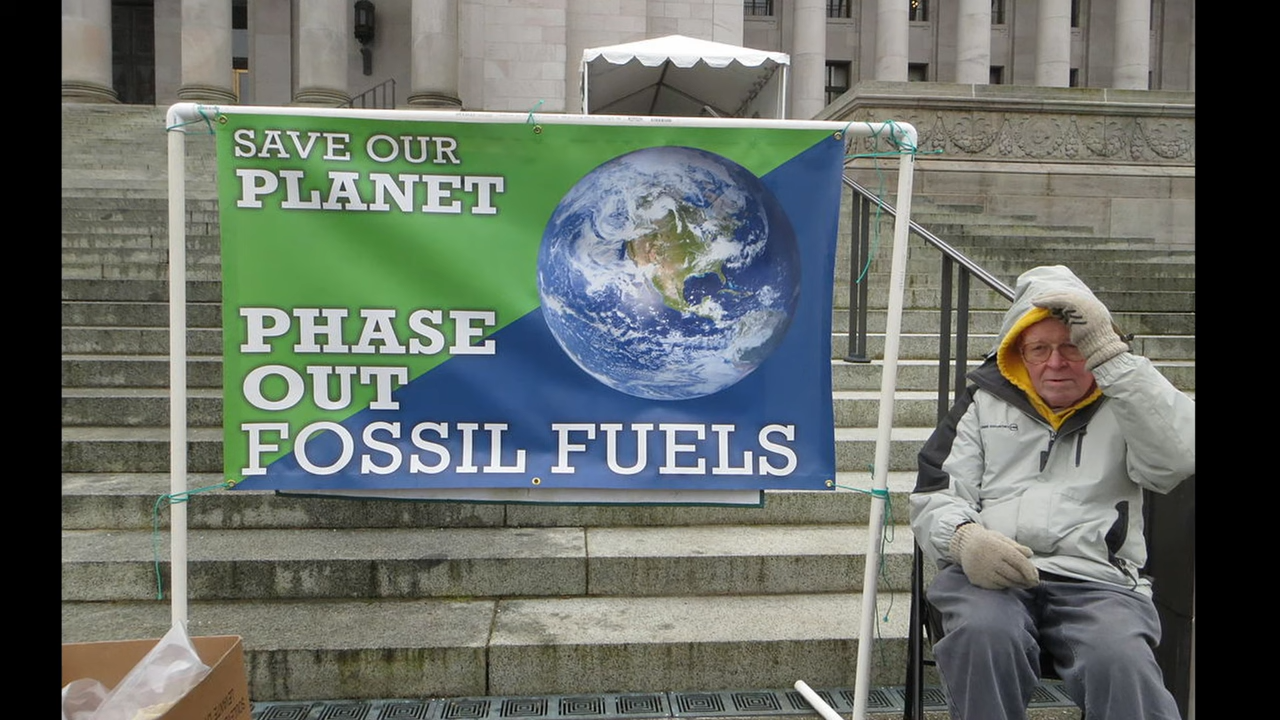 SAVE OUR
PLANET
PHASE
OUT
FOSSIL FUELS